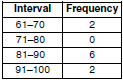 Interval Frequency
61–70 2
71–80 0
81–90 6
91–100 2